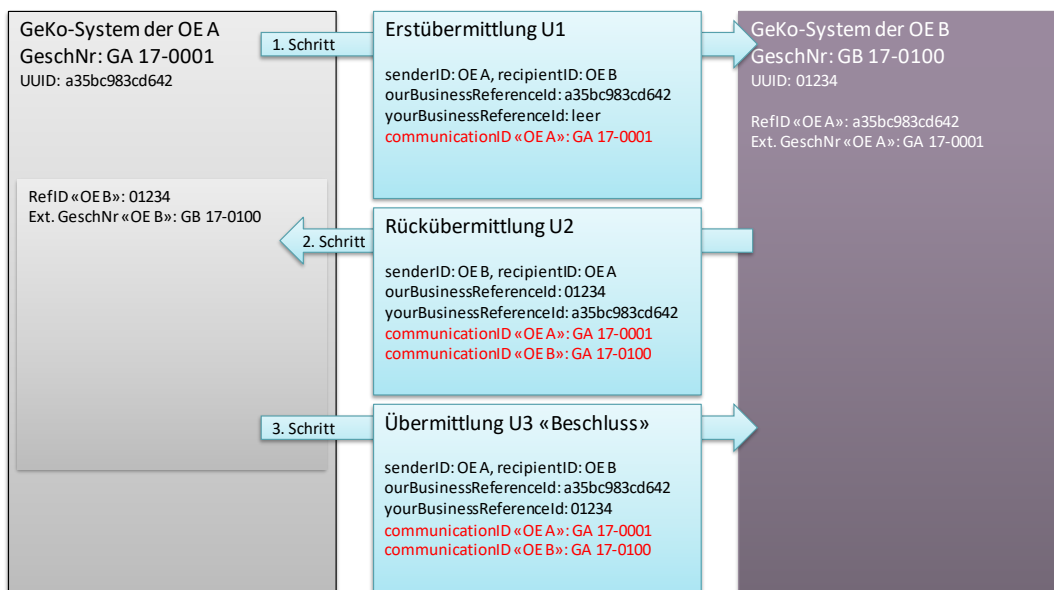 GeKo-System der OE A
GeschNr: GA 17-0001
UUID: a35bc983cd642
RefID «OE B»: 01234
Ext. GeschNr «OE B»: GB 17-0100
1. Schritt
Erstübermittlung U1
senderID: OE A, recipientID: OE B
ourBusinessReferenceId: a35bc983cd642
yourBusinessReferenceId: leer
communicationID «OE A»: GA 17-0001
2. Schritt
Rückübermittlung U2
senderID: OE B, recipientID: OE A
ourBusinessReferenceId: 01234
yourBusinessReferenceId: a35bc983cd642
communicationID «OE A»: GA 17-0001
communicationID «OE B»: GA 17-0100
3. Schritt
Übermittlung U3 «Beschluss»
senderID: OE A, recipientID: OE B
ourBusinessReferenceId: a35bc983cd642
yourBusinessReferenceId: 01234
communicationID «OE A»: GA 17-0001
communicationID «OE B»: GA 17-0100
GeKo-System der OE B
GeschNr: GB 17-0100
UUID: 01234
RefID «OE A»: a35bc983cd642
Ext. GeschNr «OE A»: GA 17-0001